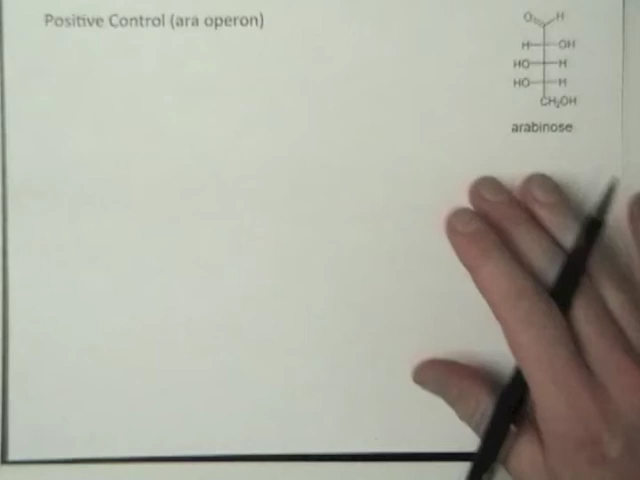 Positive Control (ara operon)
O H
H OH
HO H
HO H
CH₂OH
arabinose